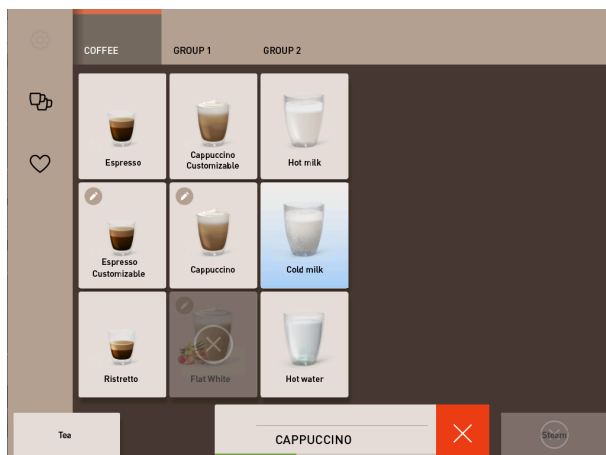 COFFEE
GROUP 1
GROUP 2
Espresso
Cappuccino
Customizable
Hot milk
Espresso
Customizable
Cappuccino
Cold milk
Ristretto
Flat White
Hot water
Tea
CAPPUCCINO
Steam